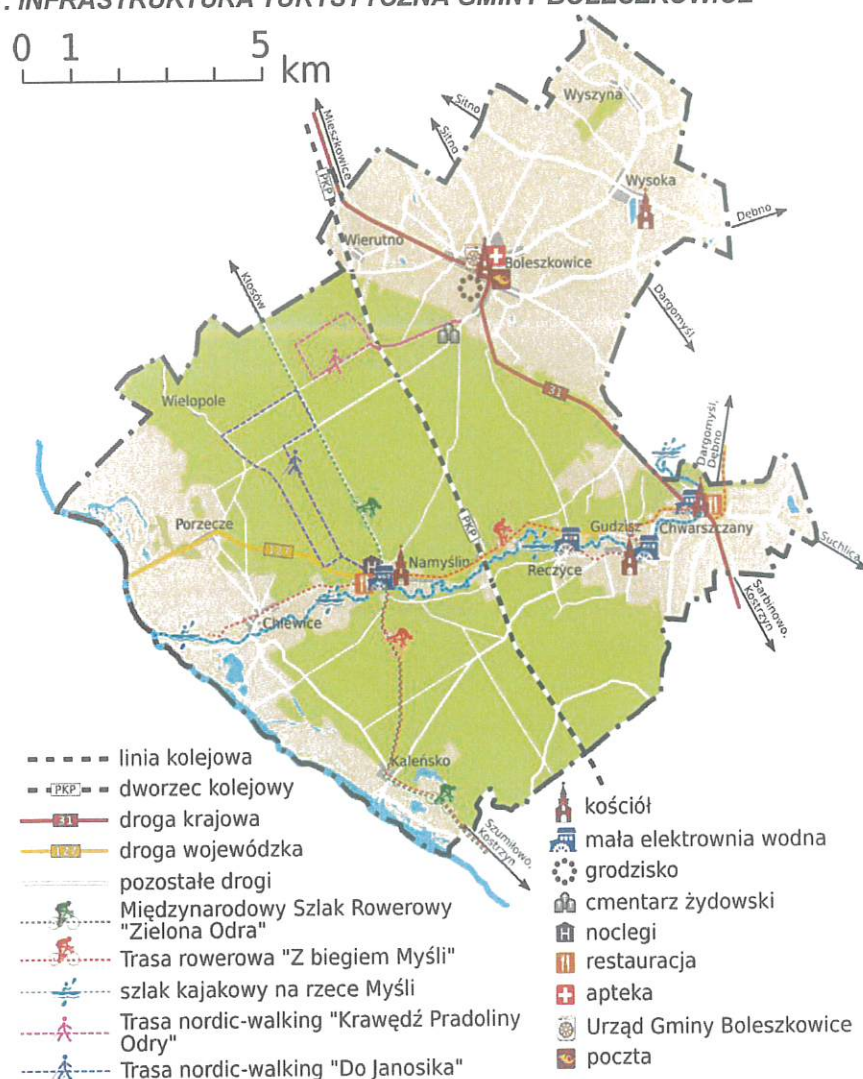 . INFRASTRUKTURA TURYSTYCZNA GMINY BOLESZKOWICE
0 1 5
km
Mieszkowice
Sitno
Sitno
Wyszyna
Wysoka
Dębno
PKP
Wierutno
Boleszkowice
Dargomyśl
Kłosów
31
Wielopole
Dargomyśl,
Dębno
Porzecze
PKP
Gudzisz
Chwarszczany
Suchlica
Namyślin
Reczyce
Sarbinowo,
Kostrzyn
Chlewice
Kaleńsko
Szumiłowo,
Kostrzyn
linia kolejowa
PKP dworzec kolejowy
31 droga krajowa
droga wojewódzka
pozostałe drogi
Międzynarodowy Szlak Rowerowy
"Zielona Odra"
Trasa rowerowa "Z biegiem Myśli"
szlak kajakowy na rzece Myśli
Trasa nordic-walking "Krawędź Pradoliny
Odry"
Trasa nordic-walking "Do Janosika"
kościół
mała elektrownia wodna
grodzisko
cmentarz żydowski
H noclegi
restauracja
apteka
Urząd Gminy Boleszkowice
poczta